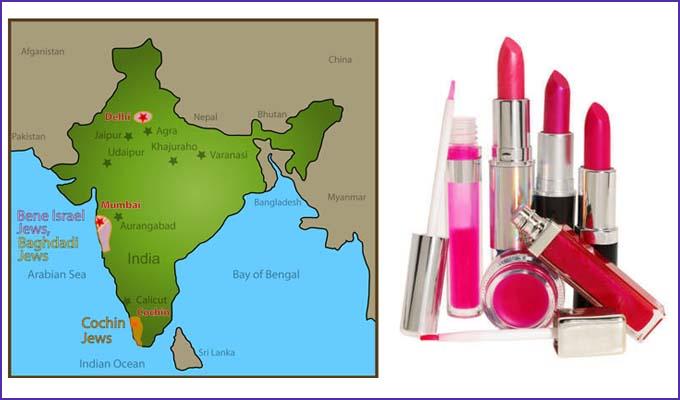 Afganistan
China
Pakistan
Delhi
Nepal
Bhutan
Jaipur
Agra
Udaipur
Khajuraho
Varanasi
Bangladesh
Myanmar
Mumbai
Bene Israel
Jews,
Baghdadi
Jews
Aurangabad
India
Arabian Sea
Bay of Bengal
Calicut
Cochin
Cochin
Jews
Sri Lanka
Indian Ocean